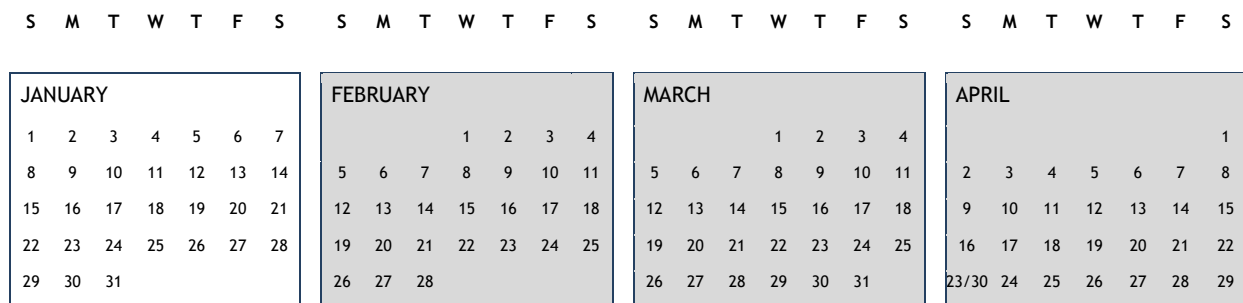 S M T W T F S S M T W T F S S M T W T F S S M T W T F S
JANUARY
1 2 3 4 5 6 7
8 9 10 11 12 13 14
15 16 17 18 19 20 21
22 23 24 25 26 27 28
29 30 31
FEBRUARY
1 2 3 4
5 6 7 8 9 10 11
12 13 14 15 16 17 18
19 20 21 22 23 24 25
26 27 28
MARCH
1 2 3 4
5 6 7 8 9 10 11
12 13 14 15 16 17 18
19 20 21 22 23 24 25
26 27 28 29 30 31
APRIL
1
2 3 4 5 6 7 8
9 10 11 12 13 14 15
16 17 18 19 20 21 22
23/30 24 25 26 27 28 29